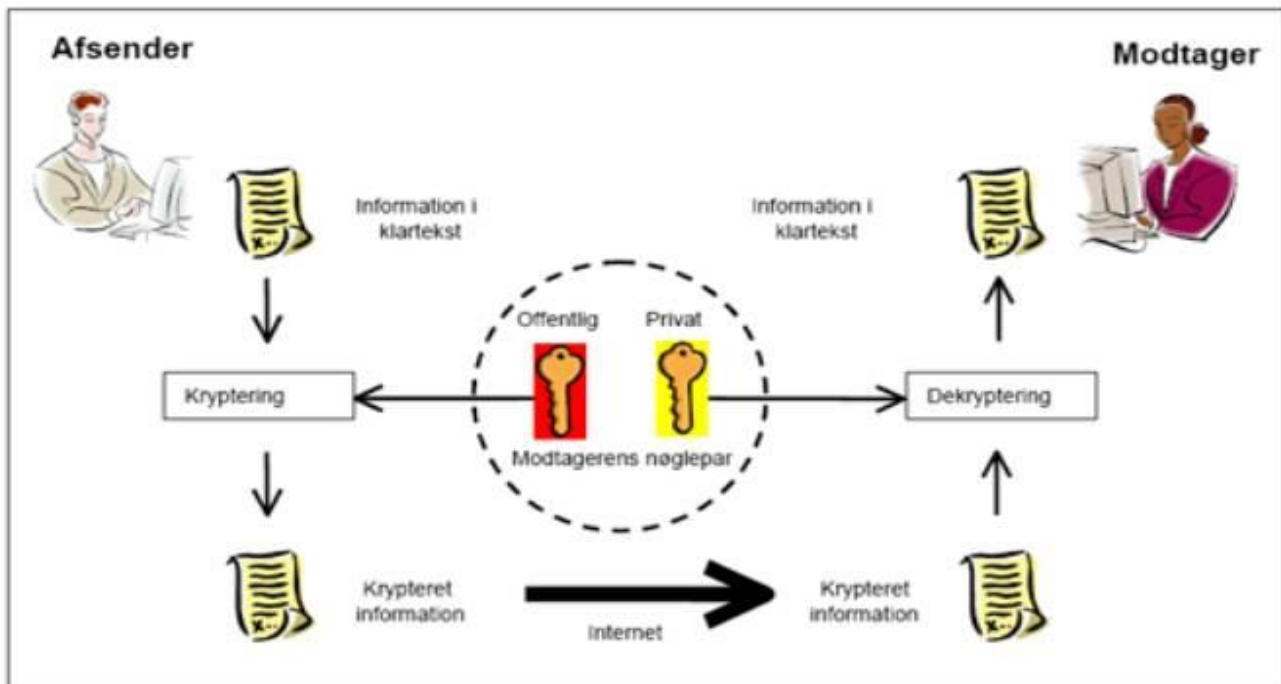 Afsender
Modtager
Information i
klartekst
Information i
klartekst
Offentlig
Privat
Kryptering
Dekryptering
Modtagerens nøglepar
Krypteret
information
Internet
Krypteret
information